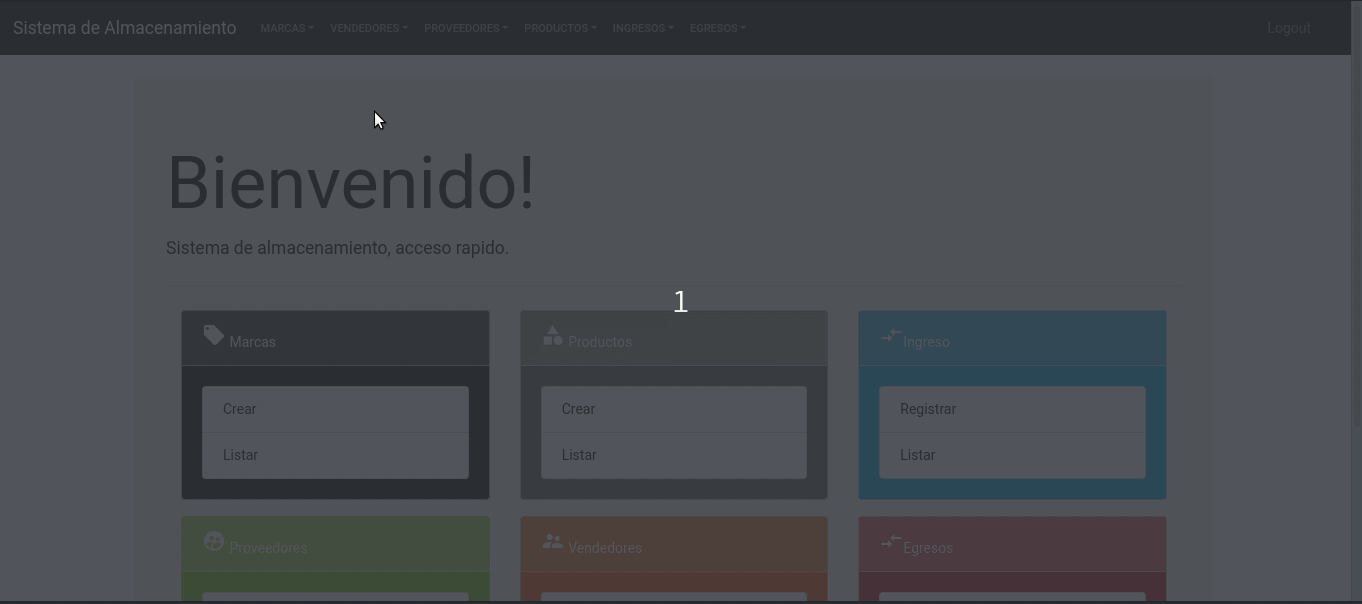 Sistema de Almacenamiento MARCAS VENDEDORES PROVEEDORES PRODUCTOS INGRESOS EGRESOS Logout
Bienvenido!
Sistema de almacenamiento, acceso rapido.
1
Marcas
Crear
Listar
Productos
Crear
Listar
Ingreso
Registrar
Listar
Proveedores
Vendedores
Egresos